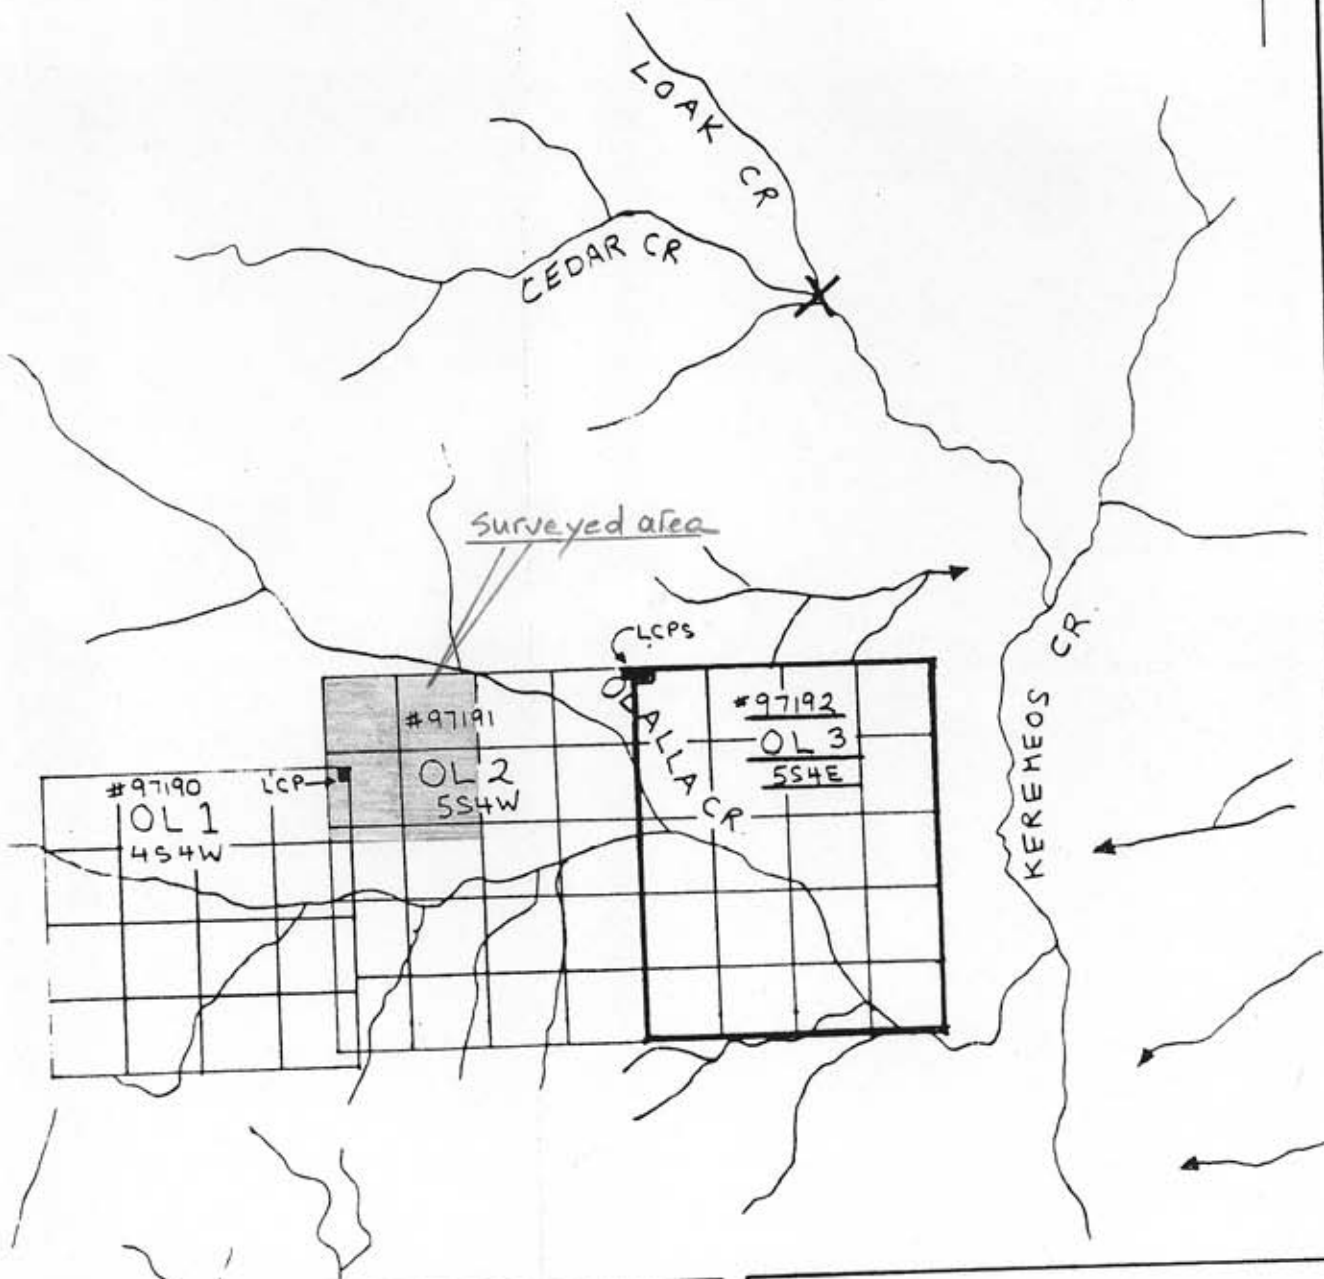 LOAK CR
CEDAR CR
surveyed area
LCPS
OLALLA CR
#97192
OL 3
5S4E
#97191
OL 2
5S4W
#97190
OL 1
4S4W
LCP
KEREMEOS CR.